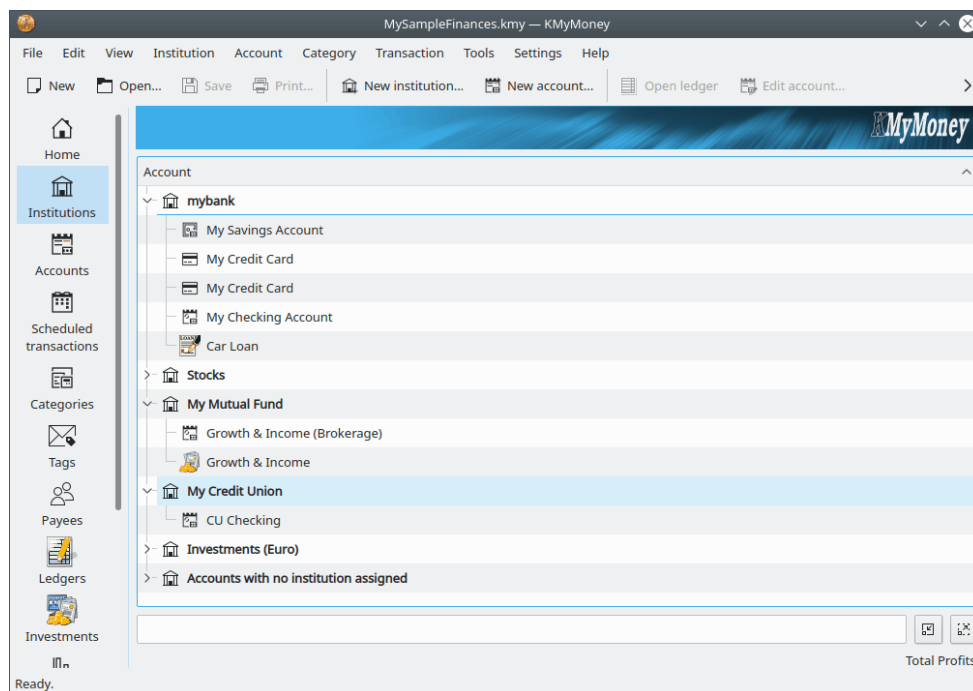 MySampleFinances.kmy — KMyMoney
File Edit View Institution Account Category Transaction Tools Settings Help
New Open... Save Print... New institution... New account... Open ledger Edit account...
KMyMoney
Home
Institutions
Accounts
Scheduled
transactions
Categories
Tags
Payees
Ledgers
Investments
Account
mybank
My Savings Account
My Credit Card
My Credit Card
My Checking Account
Car Loan
Stocks
My Mutual Fund
Growth & Income (Brokerage)
Growth & Income
My Credit Union
CU Checking
Investments (Euro)
Accounts with no institution assigned
Total Profits
Ready.